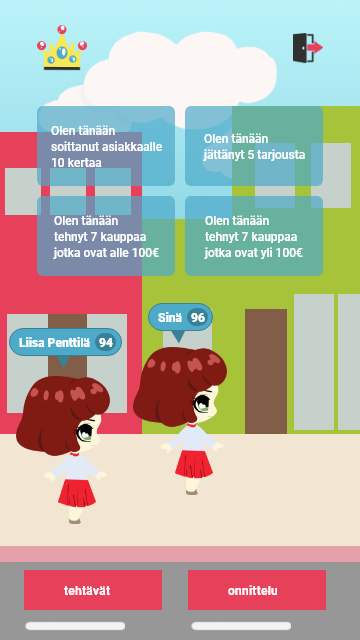 Olen tänään
soittanut asiakkaalle
10 kertaa
Olen tänään
jättänyt 5 tarjousta
Olen tänään
tehnyt 7 kauppaa
jotka ovat alle 100€
Olen tänään
tehnyt 7 kauppaa
jotka ovat yli 100€
Sinä 96
Liisa Penttilä 94
tehtävät
onnittelu